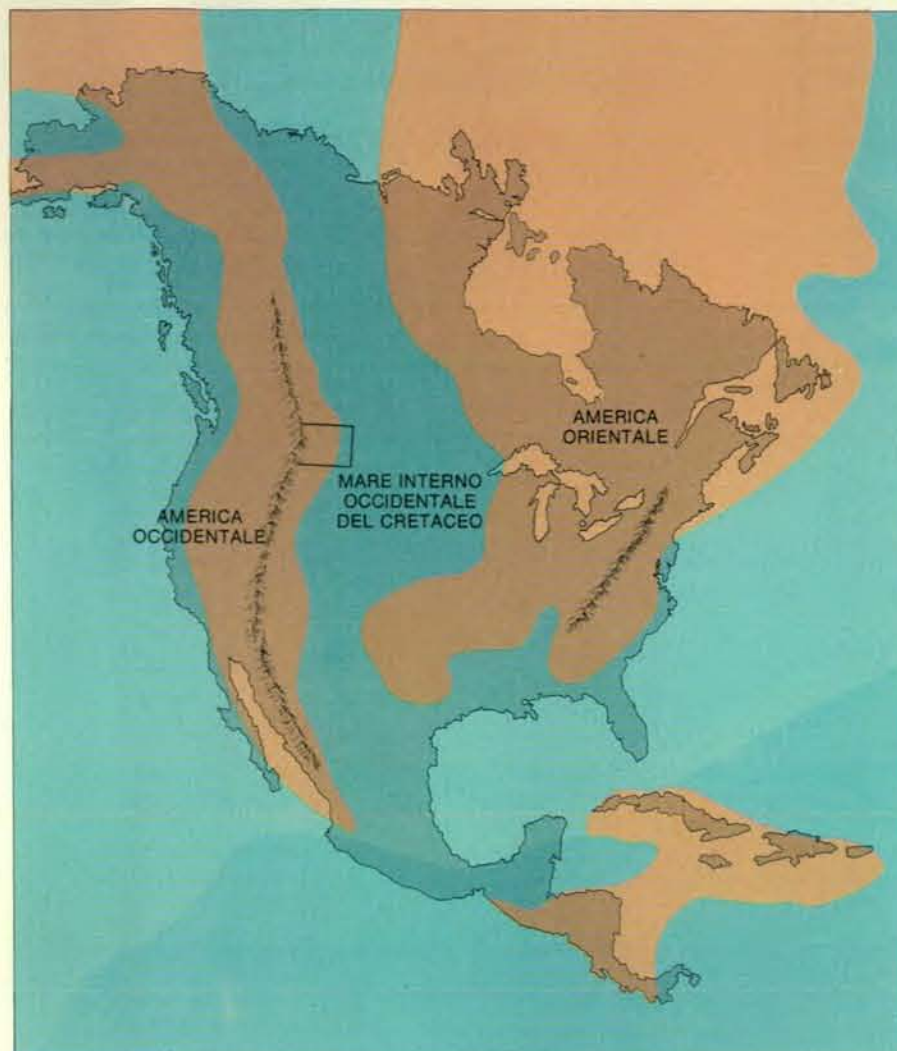 AMERICA
ORIENTALE
MARE INTERNO
OCCIDENTALE
DEL CRETACEO
AMERICA
OCCIDENTALE